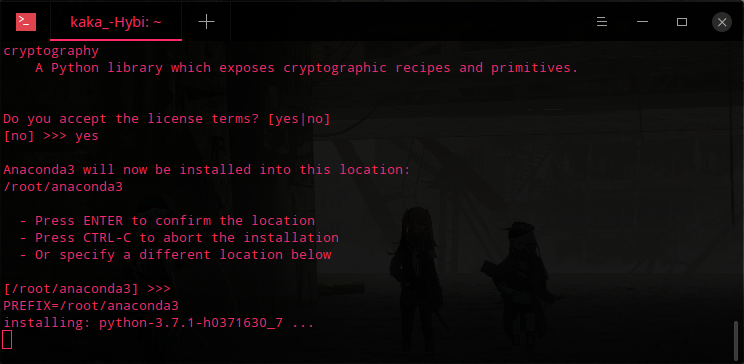 kaka_-Hybi: ~
cryptography
    A Python library which exposes cryptographic recipes and primitives.
Do you accept the license terms? [yes|no]
[no] >>> yes
Anaconda3 will now be installed into this location:
/root/anaconda3
  - Press ENTER to confirm the location
  - Press CTRL-C to abort the installation
  - Or specify a different location below
[/root/anaconda3] >>>
PREFIX=/root/anaconda3
installing: python-3.7.1-h0371630_7 ...